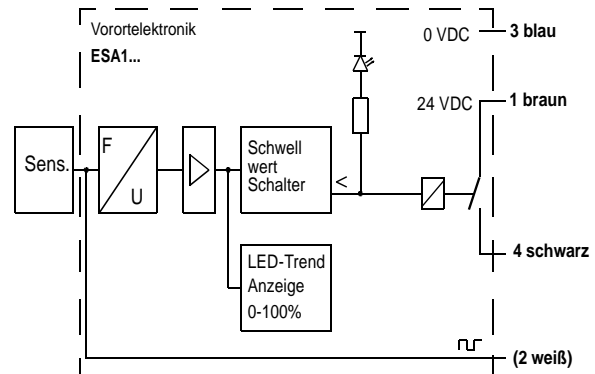 Vorortelektronik
ESA1...
0 VDC
3 blau
24 VDC
1 braun
Sens.
F
U
Schwell
wert
Schalter
<
4 schwarz
LED-Trend
Anzeige
0-100%
(2 weiß)